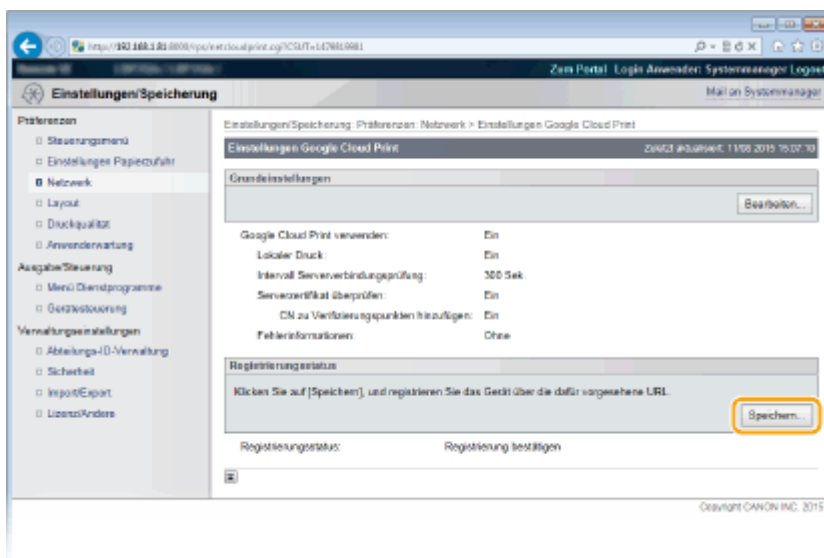 Zum Portal Login Anwender: Systemmanager Logout
Einstellungen/Speicherung
Mail an Systemmanager
Präferenzen
Steuerungsmenü
Einstellungen Papierzufuhr
Netzwerk
Layout
Druckqualität
Anwenderwartung
Ausgabe/Steuerung
Menü Dienstprogramme
Gerätesteuerung
Verwaltungseinstellungen
Abteilungs-ID-Verwaltung
Sicherheit
Import/Export
Lizenz/Andere
Einstellungen/Speicherung: Präferenzen: Netzwerk > Einstellungen Google Cloud Print
Einstellungen Google Cloud Print
Zuletzt aktualisiert: 11/08 2015 15:07:10
Grundeinstellungen
Bearbeiten...
Google Cloud Print verwenden: Ein
Lokaler Druck: Ein
Intervall Serververbindungsprüfung: 300 Sek.
Serverzertifikat überprüfen: Ein
CN zu Verifizierungspunkten hinzufügen: Ein
Fehlerinformationen: Ohne
Registrierungsstatus
Klicken Sie auf [Speichern], und registrieren Sie das Gerät über die dafür vorgesehene URL.
Speichern...
Registrierungsstatus: Registrierung bestätigen
Copyright CANON INC. 2015